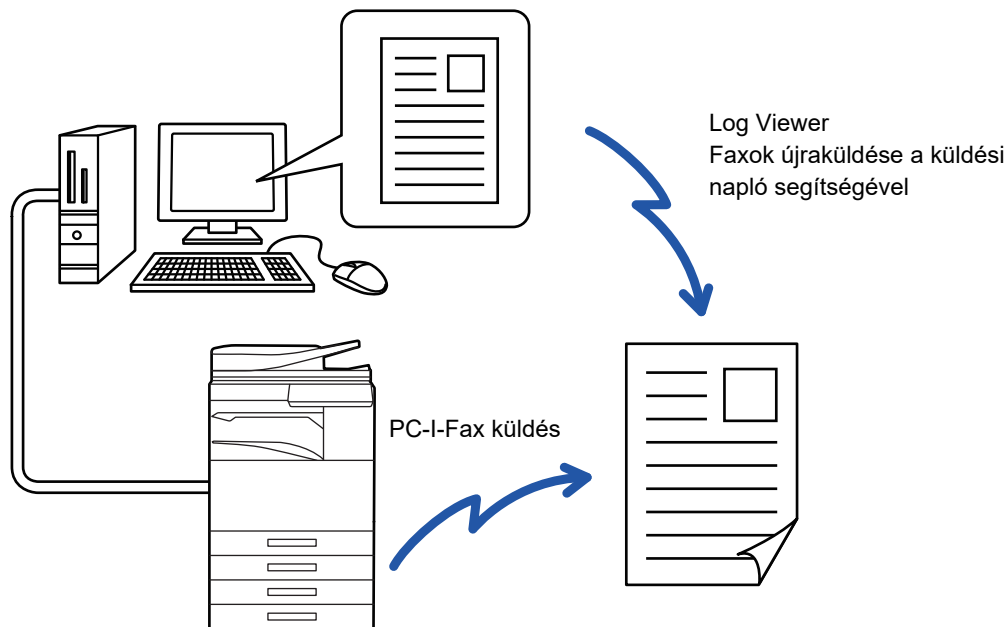 Log Viewer
Faxok újraküldése a küldési
napló segítségével
PC-I-Fax küldés